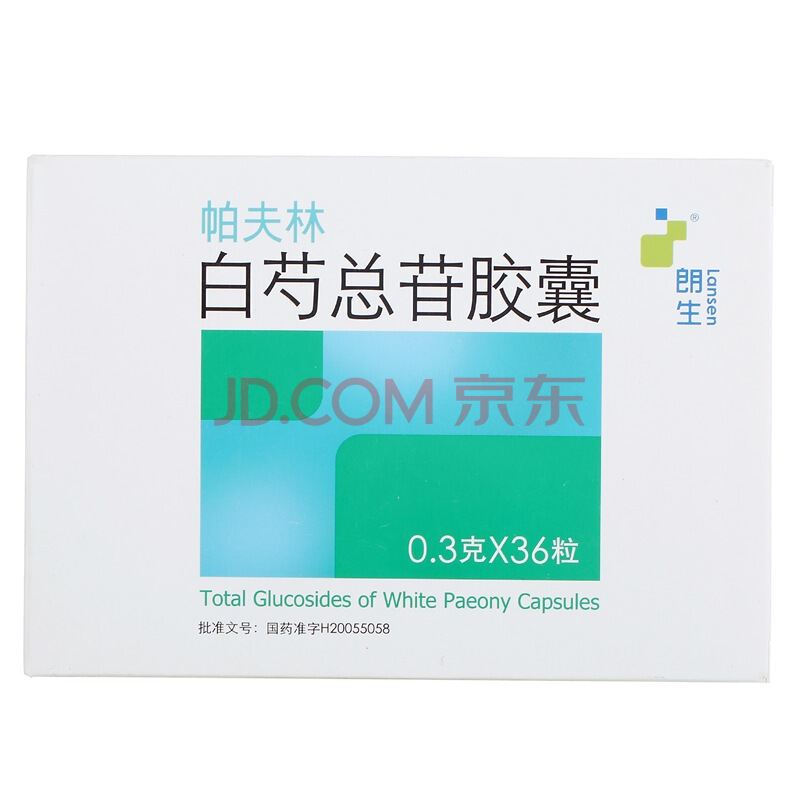 帕夫林
白芍总苷胶囊
®
朗生
Lansen
JD.COM 京东
0.3克X36粒
Total Glucosides of White Paeony Capsules
批准文号：国药准字H20055058